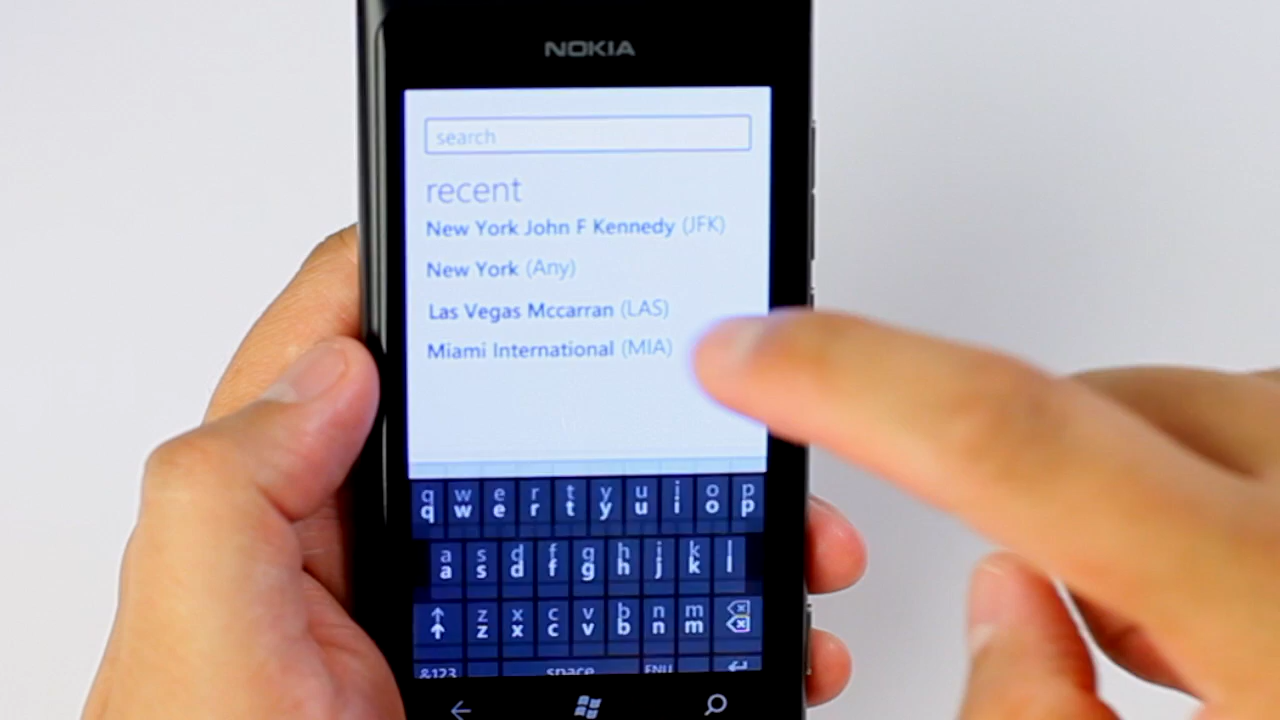 NOKIA
search
recent
New York John F Kennedy (JFK)
New York (Any)
Las Vegas Mccarran (LAS)
Miami International (MIA)
q w e r t y u i o p
q w e r t y u i o p
a s d f g h j k l
a s d f g h j k
z x c v b n m
z x c v b n m
&123 space ENU